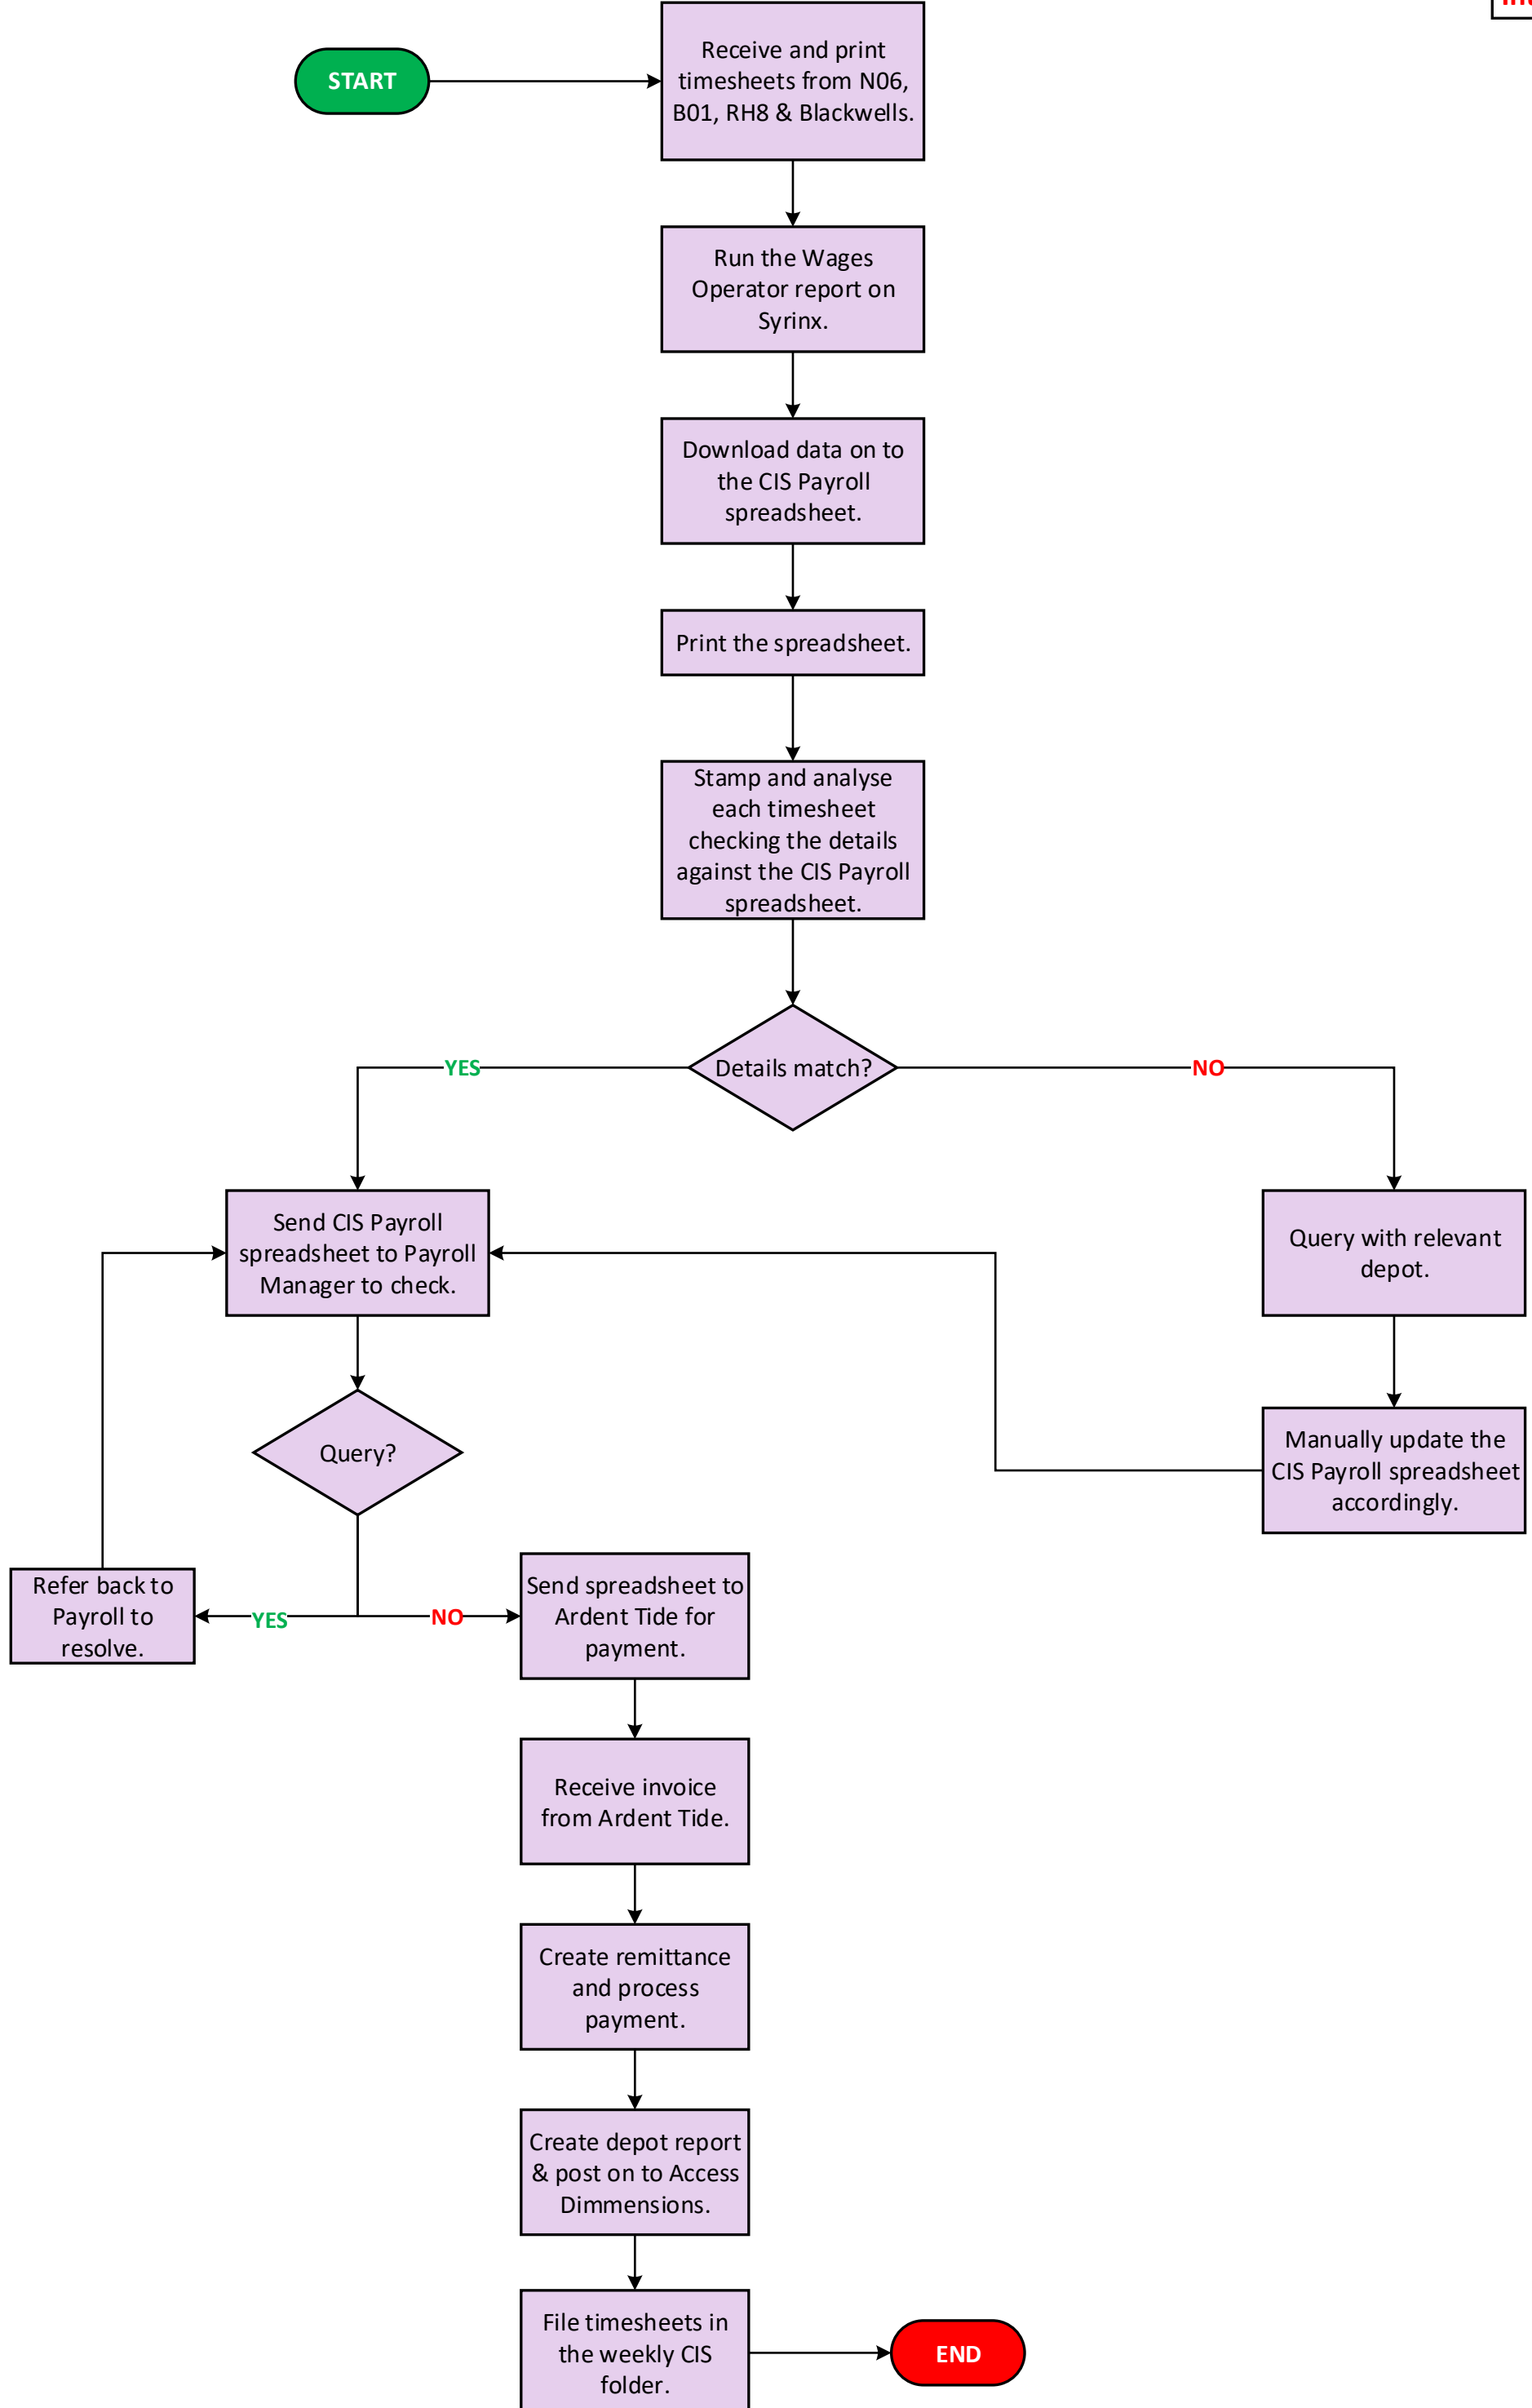 START
Receive and print
timesheets from N06,
B01, RH8 & Blackwells.
Run the Wages
Operator report on
Syrinx.
Download data on to
the CIS Payroll
spreadsheet.
Print the spreadsheet.
Stamp and analyse
each timesheet
checking the details
against the CIS Payroll
spreadsheet.
Details match?
YES
NO
Send CIS Payroll
spreadsheet to Payroll
Manager to check.
Query with relevant
depot.
Query?
Manually update the
CIS Payroll spreadsheet
accordingly.
Refer back to
Payroll to
resolve.
YES
NO
Send spreadsheet to
Ardent Tide for
payment.
Receive invoice
from Ardent Tide.
Create remittance
and process
payment.
Create depot report
& post on to Access
Dimmensions.
File timesheets in
the weekly CIS
folder.
END